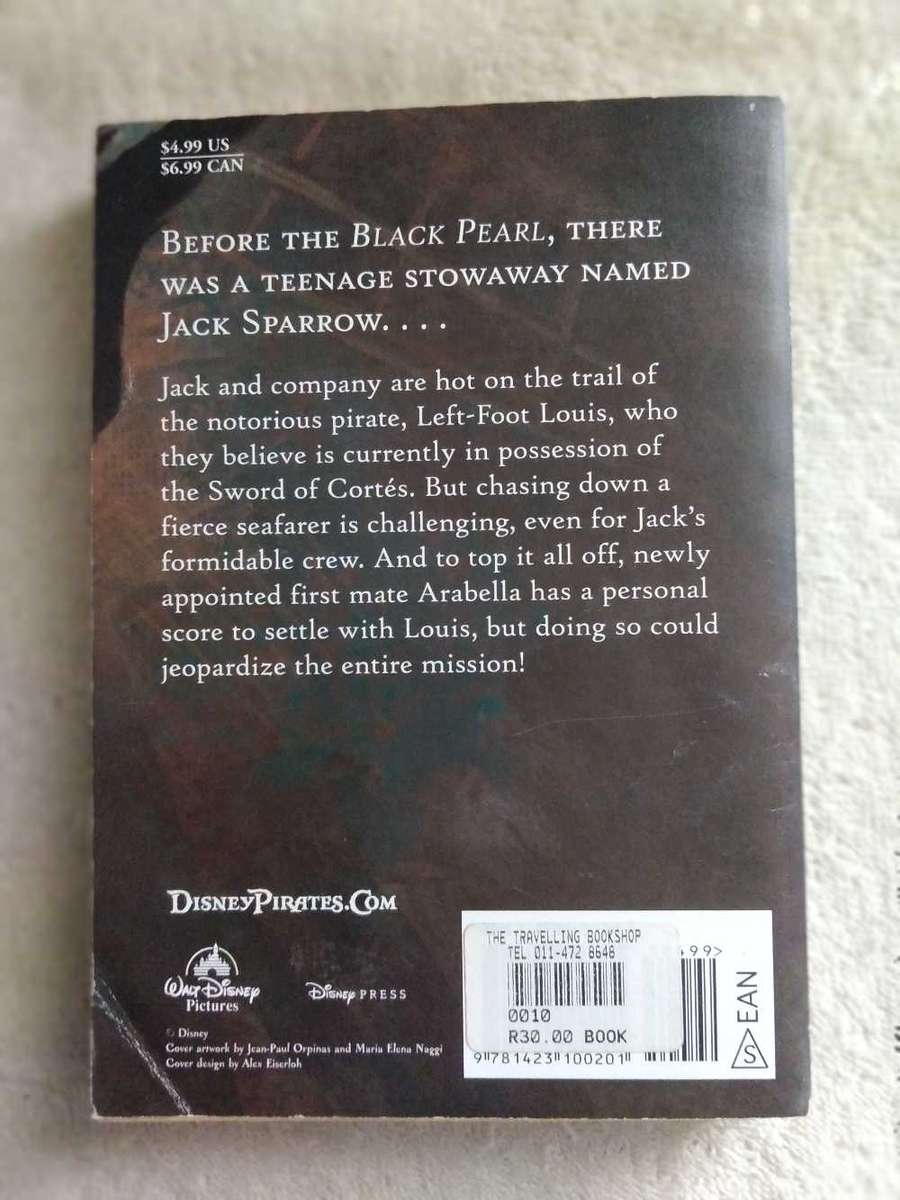 $4.99 US
$6.99 CAN
BEFORE THE BLACK PEARL, THERE
WAS A TEENAGE STOWAWAY NAMED
JACK SPARROW. . . .
Jack and company are hot on the trail of
the notorious pirate, Left-Foot Louis, who
they believe is currently in possession of
the Sword of Cortés. But chasing down a
fierce seafarer is challenging, even for Jack's
formidable crew. And to top it all off, newly
appointed first mate Arabella has a personal
score to settle with Louis, but doing so could
jeopardize the entire mission!
DISNEYPIRATES.COM
WALT DISNEY
Pictures
DISNEY PRESS
© Disney
Cover artwork by Jean-Paul Orpinas and Maria Elena Naggi
Cover design by Alex Eiserloh
THE TRAVELLING BOOKSHOP
TEL 011-472 8648
0010
R30.00 BOOK
499>
9781423100201
S EAN